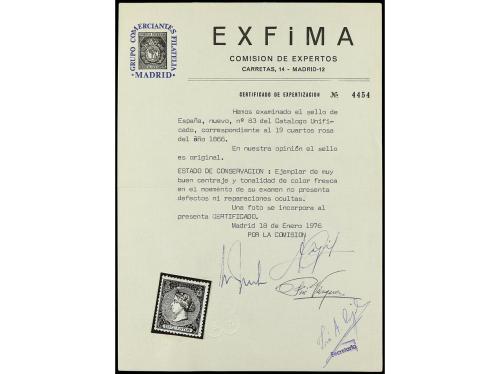 GRUPO COMERCIANTES FILATELIA
·MADRID·
EXFiMA
COMISION DE EXPERTOS
CARRETAS, 14 - MADRID-12
CERTIFICADO DE EXPERTIZACION № 4454
Hemos examinado el sello de
España, nuevo, nº 83 del Catalogo Unifi-
cado, correspondiente al 19 cuartos rosa
del año 1866.
En nuestra opinión el sello
es original.
ESTADO DE CONSERVACION : Ejemplar de muy
buen centraje y tonalidad de color fresca
en el momento de su examen no presenta
defectos ni reparaciones ocultas.
Una foto se incorpora al
presente CERTIFICADO.
Madrid 18 de Enero 1976
POR LA COMISION
Secretaría